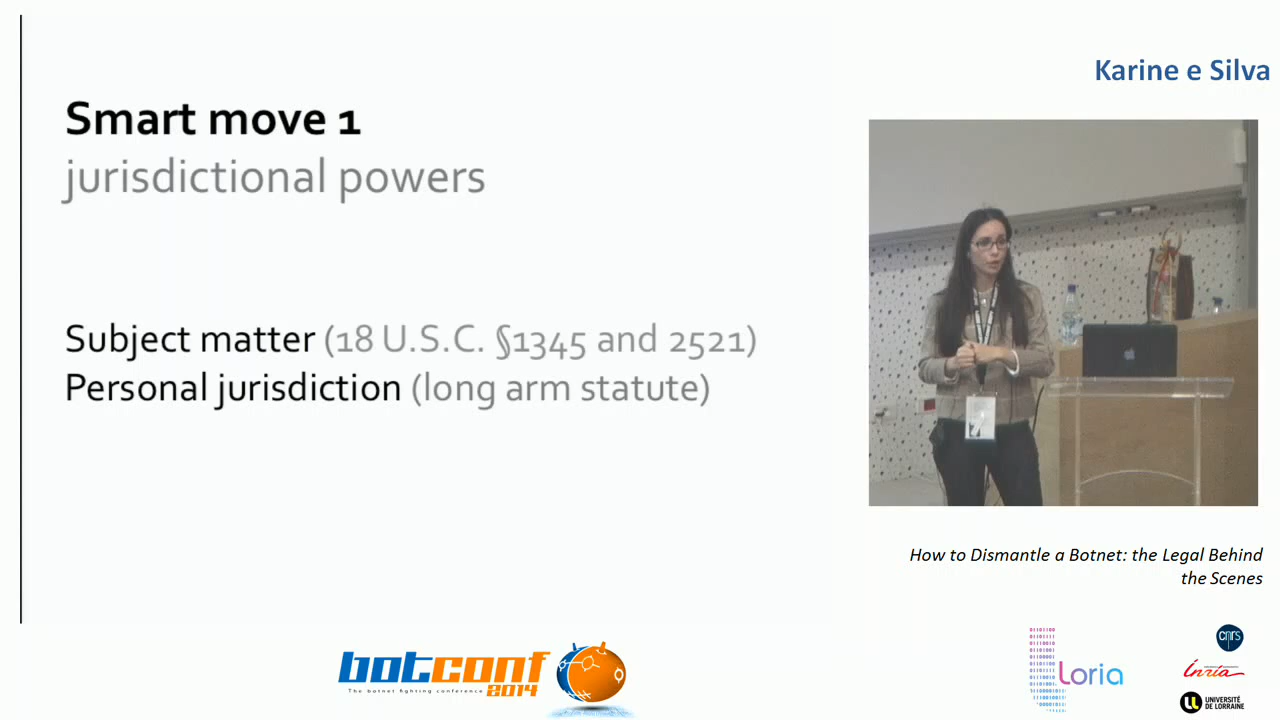 Smart move 1
jurisdictional powers
Subject matter (18 U.S.C. §1345 and 2521)
Personal jurisdiction (long arm statute)
Karine e Silva
How to Dismantle a Botnet: the Legal Behind
the Scenes
botconf
2014
The botnet fighting conference
Loria
cnrs
Inria
UNIVERSITÉ
DE LORRAINE